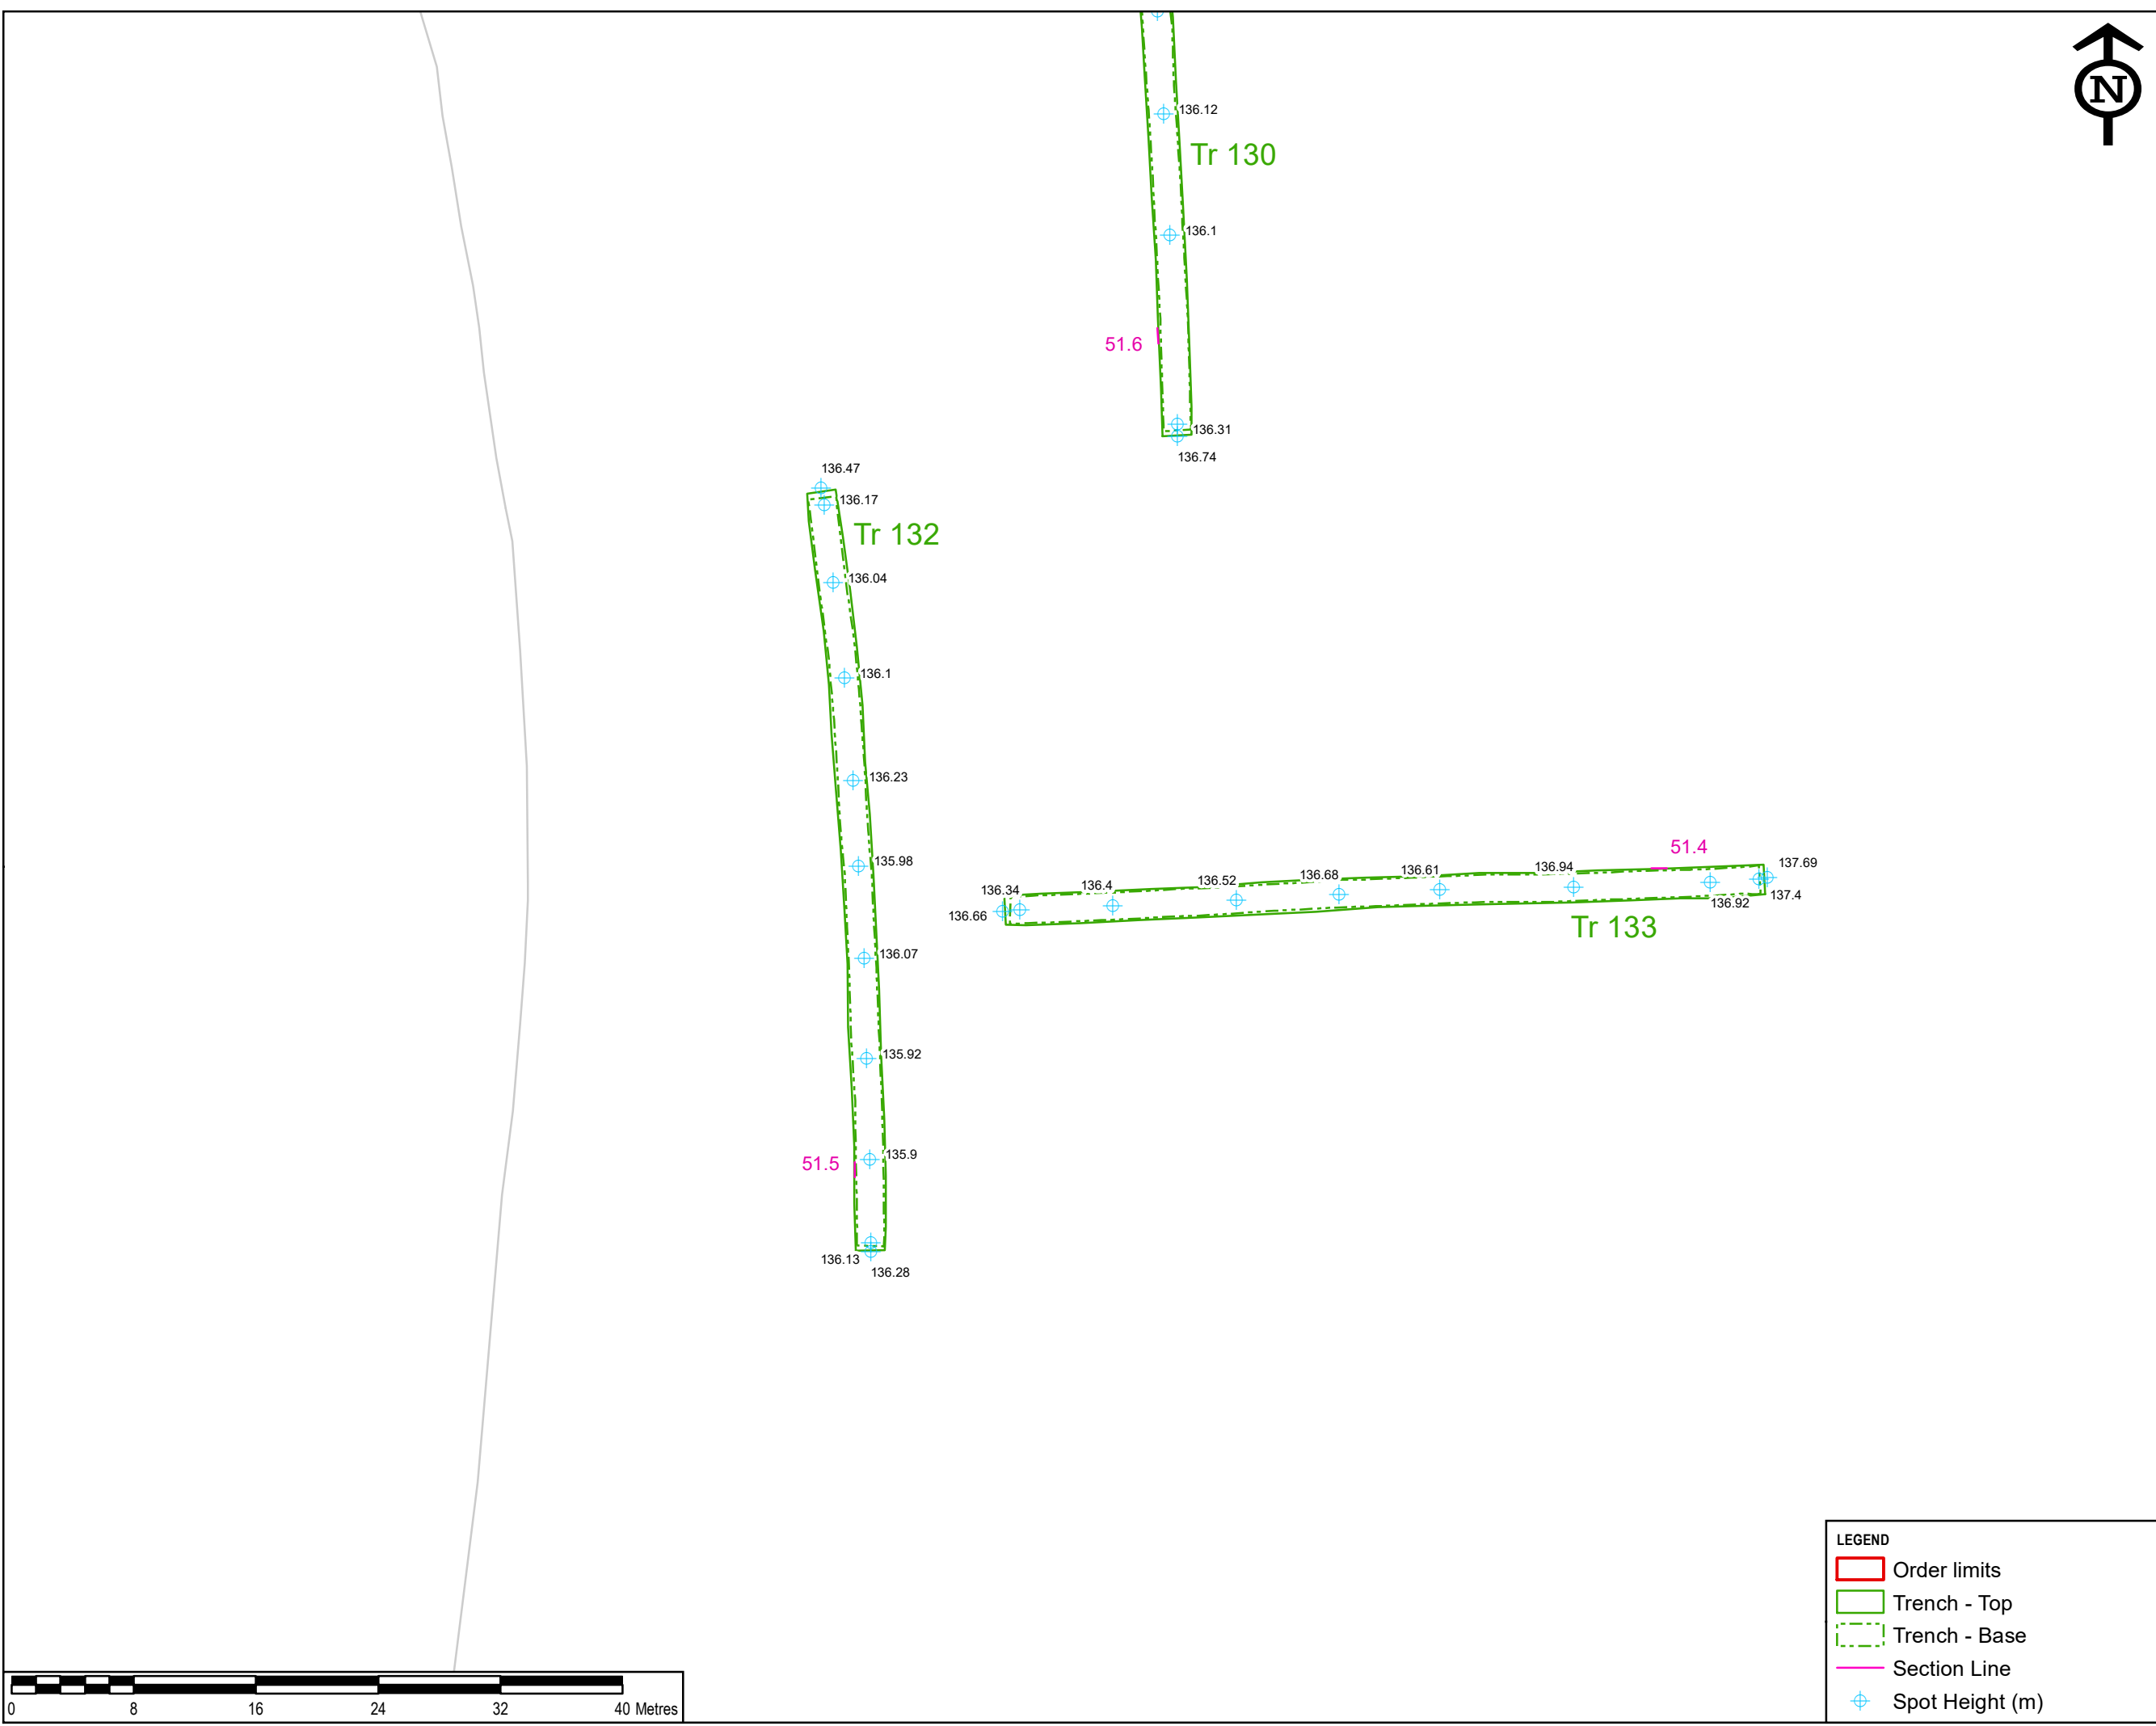 N
136.12
Tr 130
136.1
51.6
136.31
136.74
136.47
136.17
Tr 132
136.04
136.1
136.23
135.98
136.07
135.92
51.5
135.9
136.13
136.28
51.4
137.69
136.94
136.61
136.68
136.52
136.4
136.34
136.66
137.4
136.92
Tr 133
LEGEND
Order limits
Trench - Top
Trench - Base
Section Line
Spot Height (m)
0 8 16 24 32 40 Metres